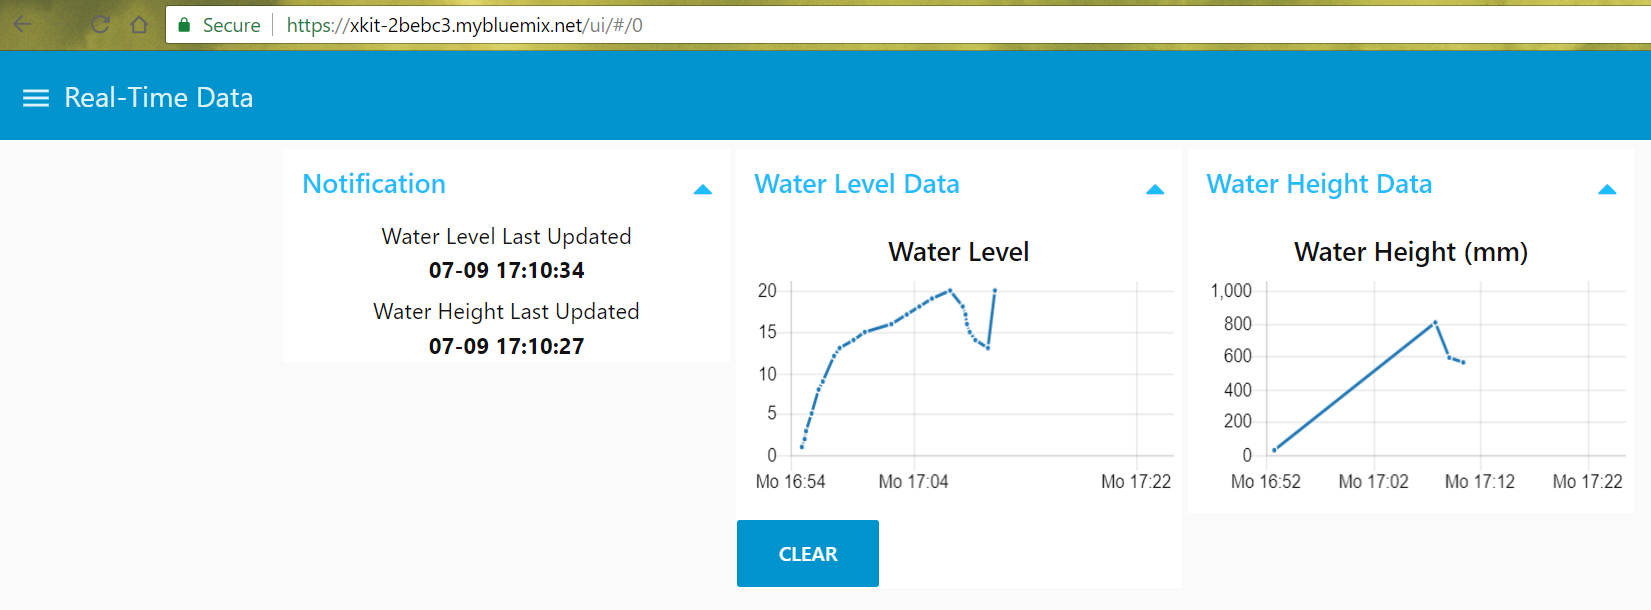 Secure https://xkit-2bebc3.mybluemix.net/ui/#/0
Real-Time Data
Notification
Water Level Last Updated
07-09 17:10:34
Water Height Last Updated
07-09 17:10:27
Water Level Data
Water Level
20
15
10
5
0
Mo 16:54 Mo 17:04 Mo 17:22
CLEAR
Water Height Data
Water Height (mm)
1,000
800
600
400
200
0
Mo 16:52 Mo 17:02 Mo 17:12 Mo 17:22